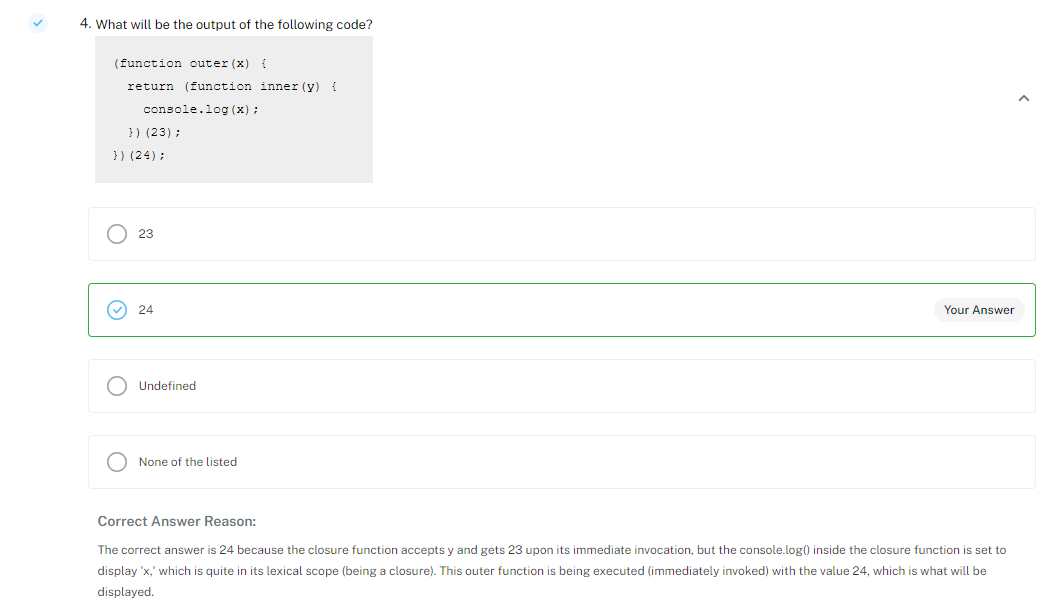 4. What will be the output of the following code?
(function outer(x) {
return (function inner(y) {
console.log(x);
})(23);
})(24);
23
24
Your Answer
Undefined
None of the listed
Correct Answer Reason:
The correct answer is 24 because the closure function accepts y and gets 23 upon its immediate invocation, but the console.log() inside the closure function is set to
display 'x,' which is quite in its lexical scope (being a closure). This outer function is being executed (immediately invoked) with the value 24, which is what will be
displayed.